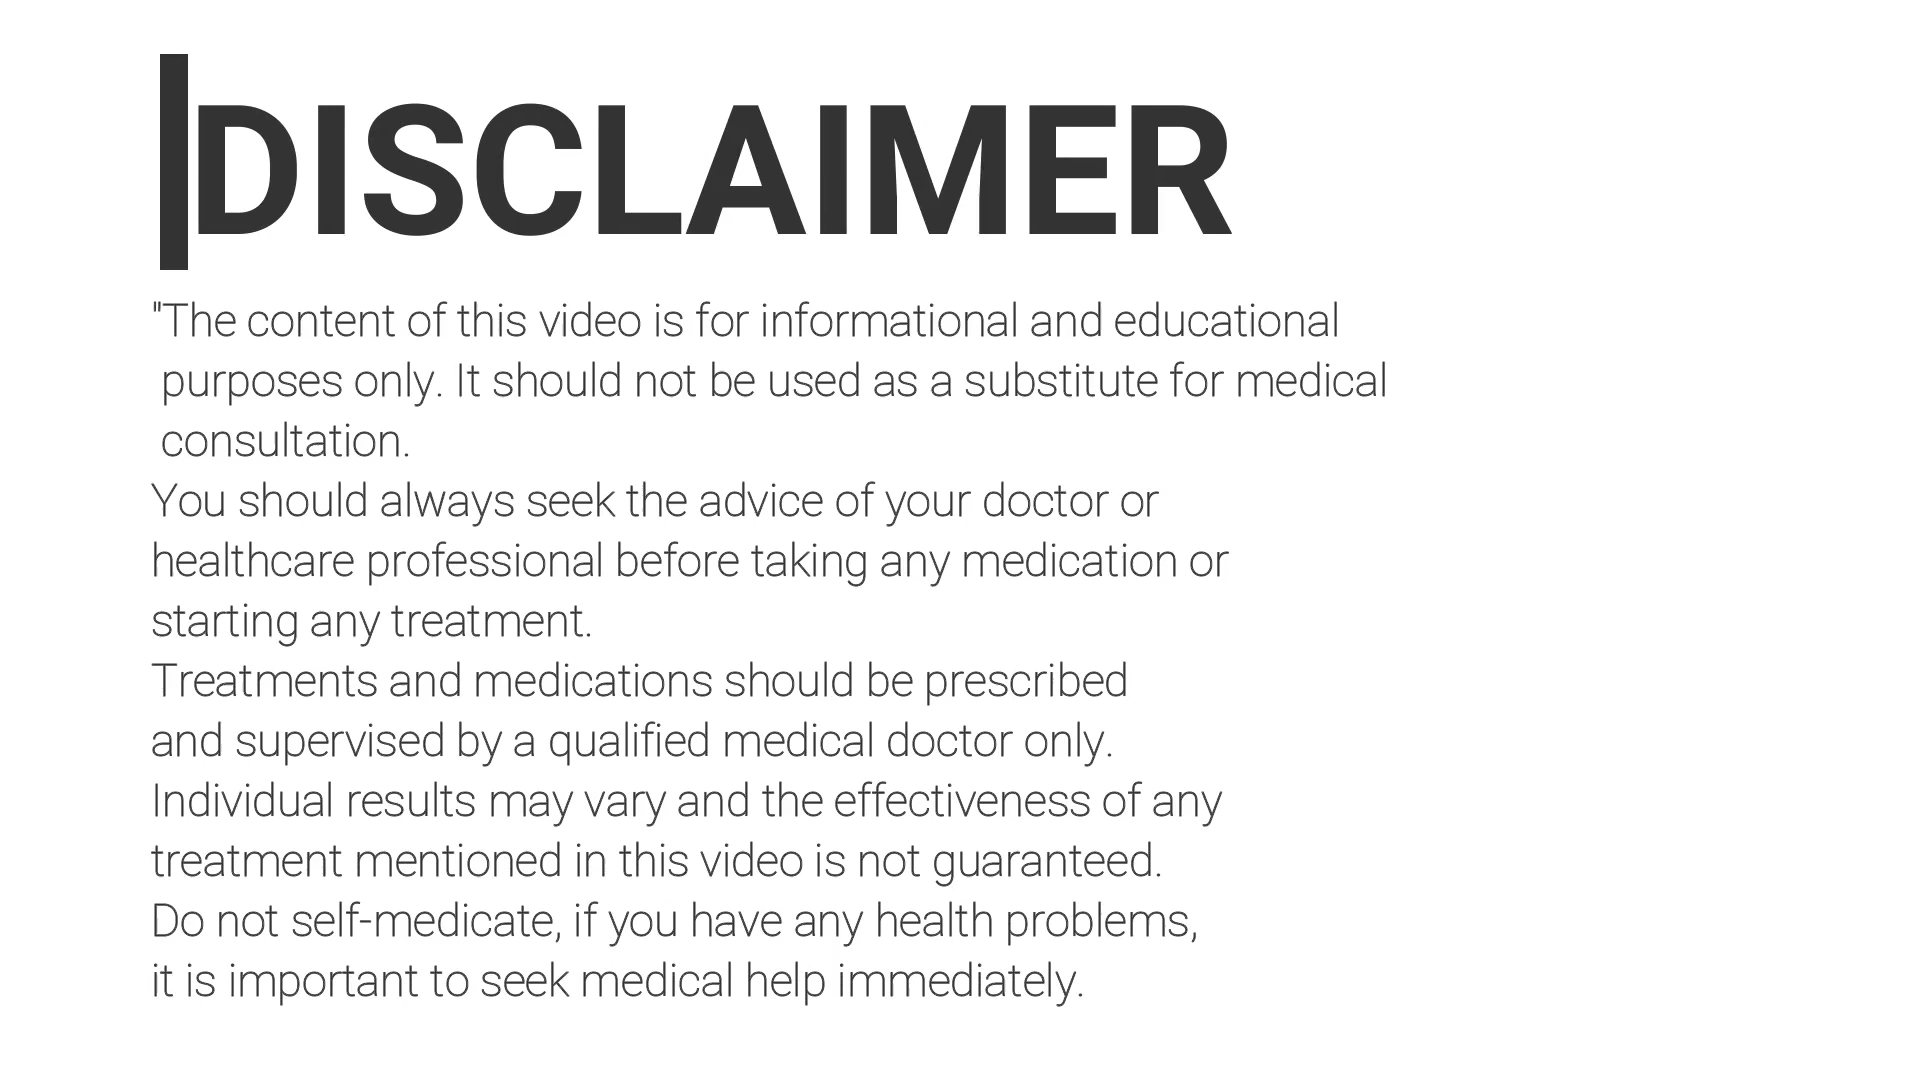 DISCLAIMER
"The content of this video is for informational and educational
purposes only. It should not be used as a substitute for medical
consultation.
You should always seek the advice of your doctor or
healthcare professional before taking any medication or
starting any treatment.
Treatments and medications should be prescribed
and supervised by a qualified medical doctor only.
Individual results may vary and the effectiveness of any
treatment mentioned in this video is not guaranteed.
Do not self-medicate, if you have any health problems,
it is important to seek medical help immediately.